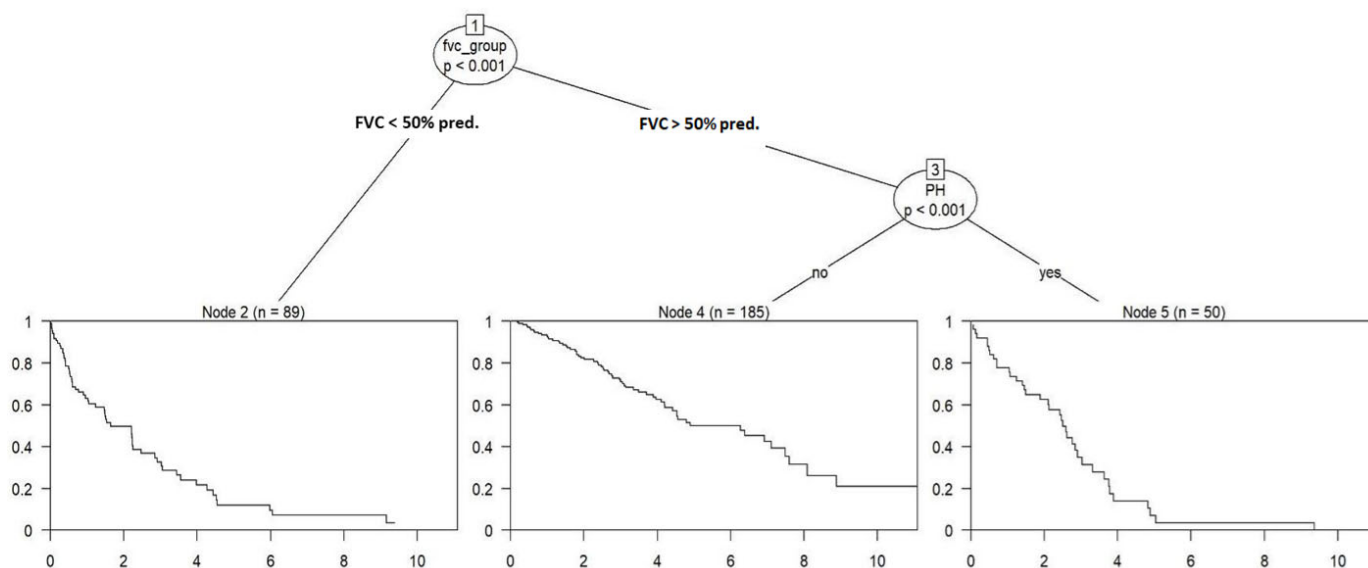 1
fvc_group
p < 0.001
FVC < 50% pred.
FVC > 50% pred.
3
PH
p < 0.001
no
yes
Node 2 (n = 89)
1
0.8
0.6
0.4
0.2
0
0 2 4 6 8 10
Node 4 (n = 185)
1
0.8
0.6
0.4
0.2
0
0 2 4 6 8 10
Node 5 (n = 50)
1
0.8
0.6
0.4
0.2
0
0 2 4 6 8 10